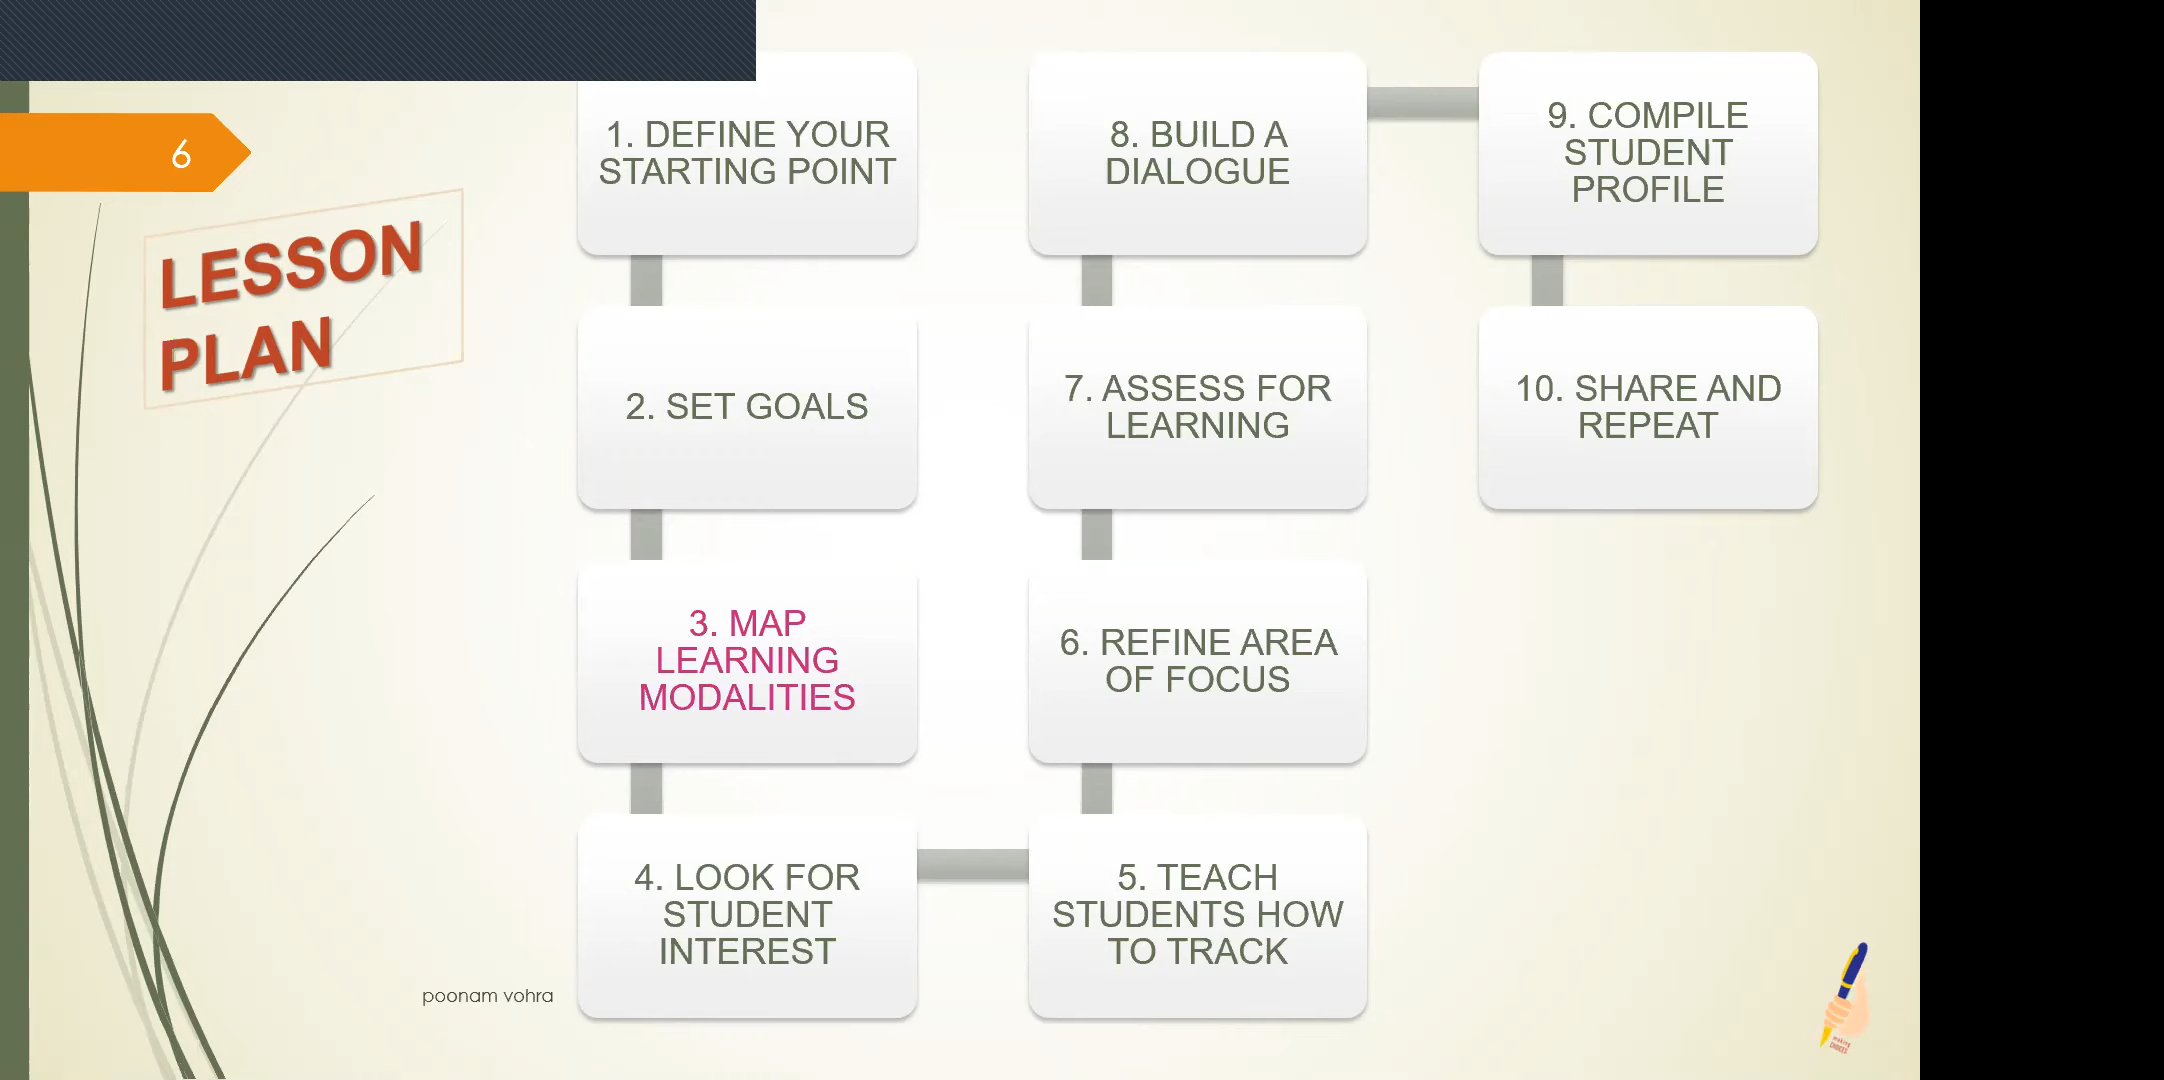 6
LESSON
PLAN
1. DEFINE YOUR
STARTING POINT
2. SET GOALS
3. MAP
LEARNING
MODALITIES
4. LOOK FOR
STUDENT
INTEREST
5. TEACH
STUDENTS HOW
TO TRACK
6. REFINE AREA
OF FOCUS
7. ASSESS FOR
LEARNING
8. BUILD A
DIALOGUE
9. COMPILE
STUDENT
PROFILE
10. SHARE AND
REPEAT
poonam vohra
making
CHOICES